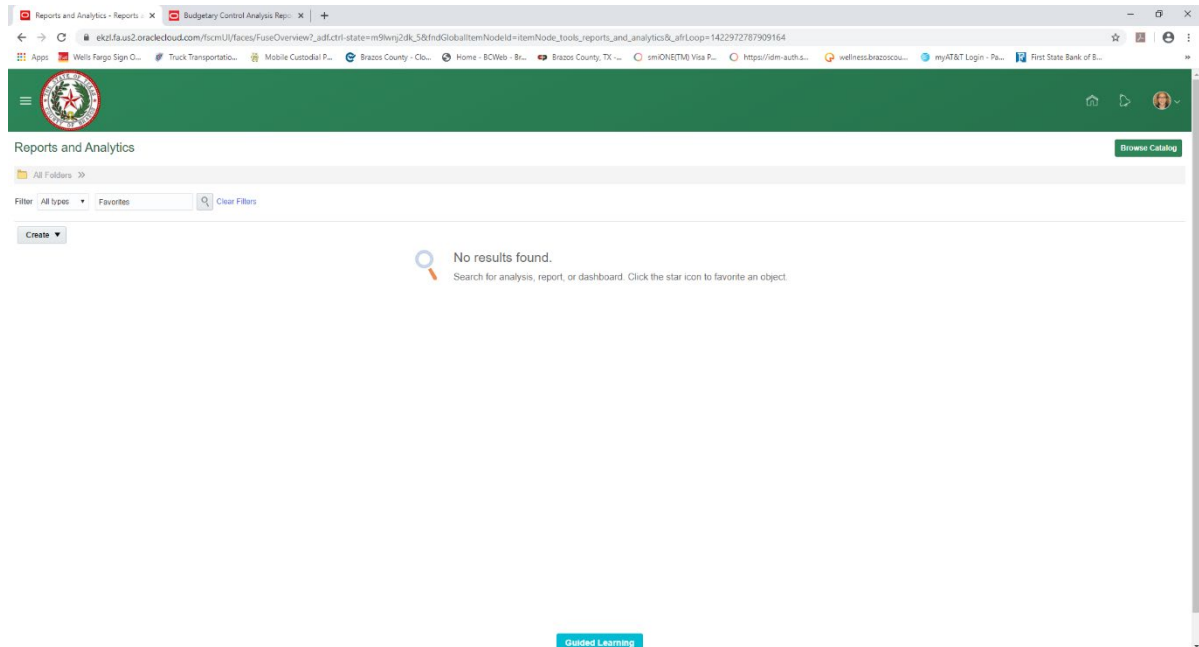 Reports and Analytics - Reports
Budgetary Control Analysis Repo
ekzl.fa.us2.oraclecloud.com/fscmUI/faces/FuseOverview?_adf.ctrl-state=m9lwnj2dk_5&fndGlobalItemNodeId=itemNode_tools_reports_and_analytics&_afrLoop=1422972787909164
Apps Wells Fargo Sign O... Truck Transportatio... Mobile Custodial P... Brazos County - Clo... Home - BCWeb - Br... Brazos County, TX -... smiONE(TM) Visa P... https://idm-auth.s... wellness.brazoscou... myAT&T Login - Pa... First State Bank of B... »
Reports and Analytics
Browse Catalog
All Folders »
Filter All types Favorites Clear Filters
Create
No results found.
Search for analysis, report, or dashboard. Click the star icon to favorite an object.
Guided Learning